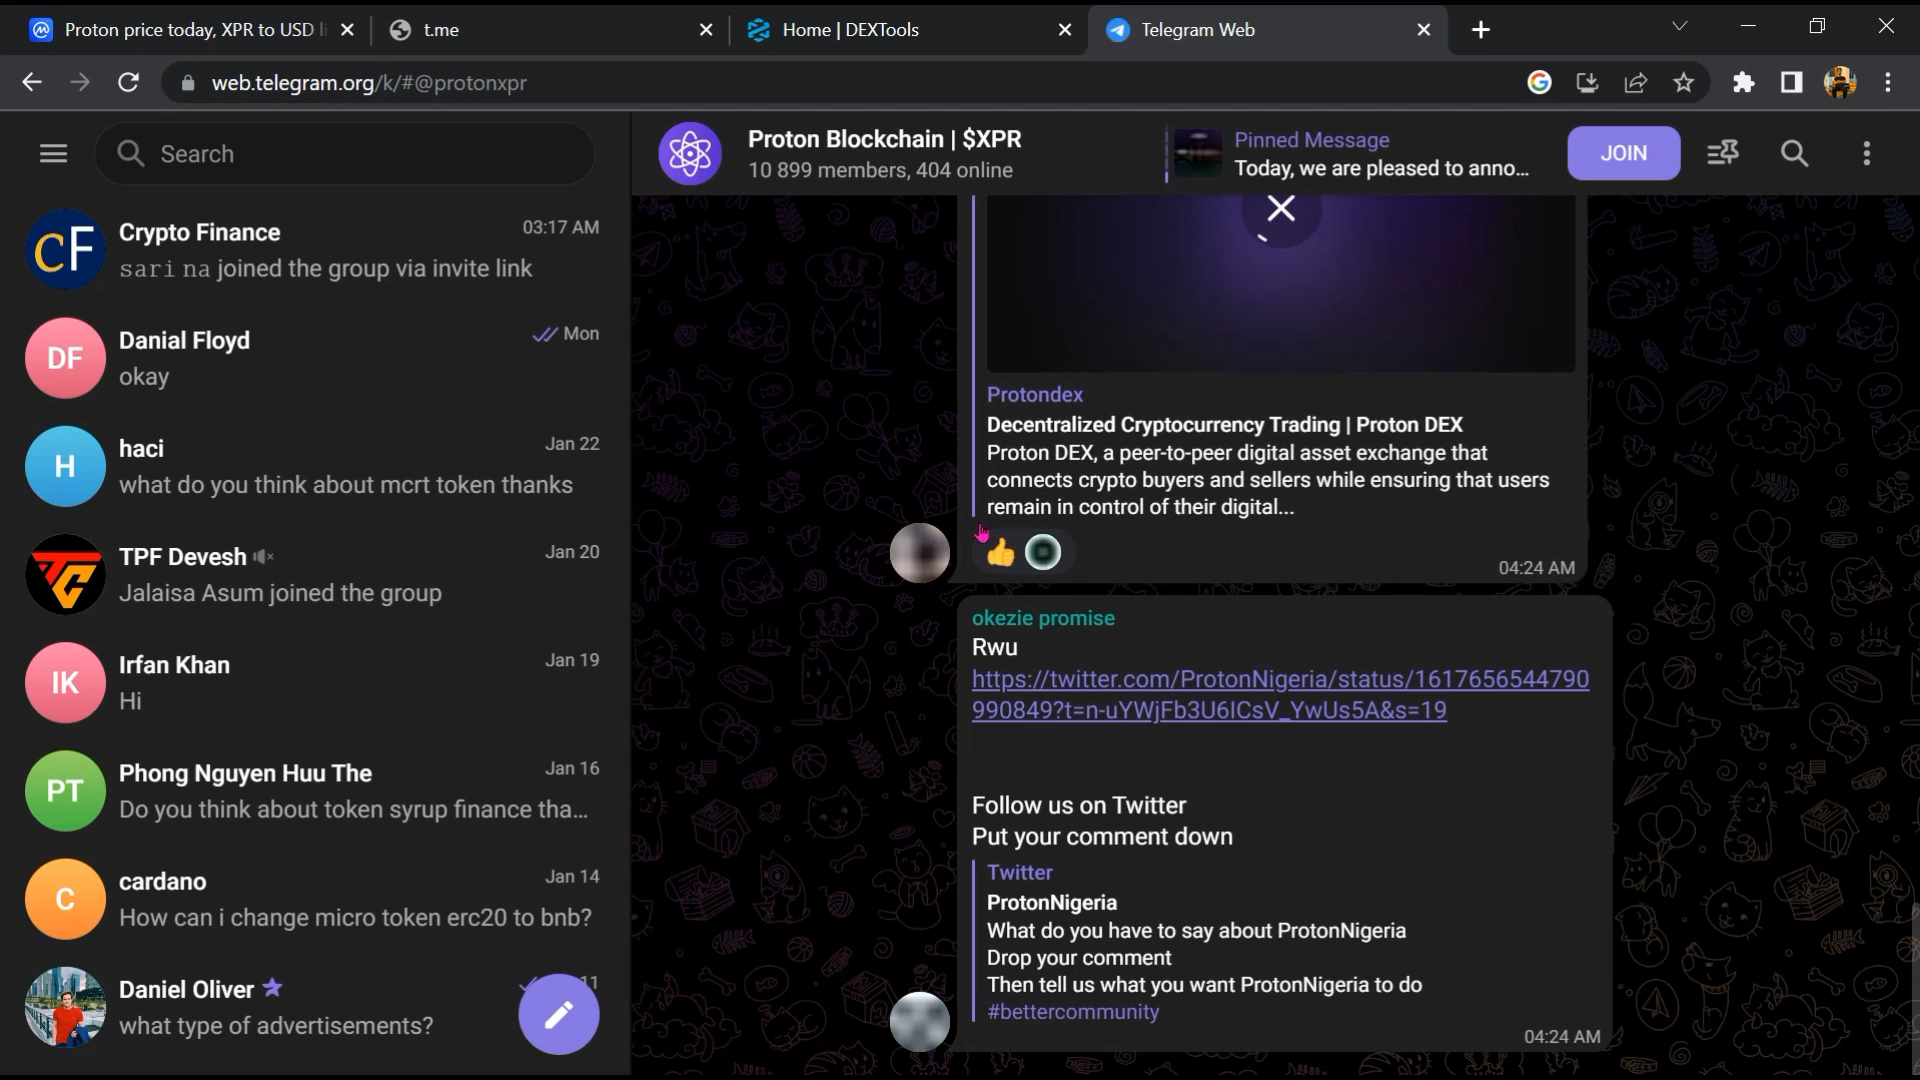 Proton price today, XPR to USD li
t.me
Home | DEXTools
Telegram Web
web.telegram.org/k/#@protonxpr
Search
Proton Blockchain | $XPR
10 899 members, 404 online
Pinned Message
Today, we are pleased to anno...
JOIN
CF
Crypto Finance
03:17 AM
sari na joined the group via invite link
DF
Danial Floyd
Mon
okay
H
haci
Jan 22
what do you think about mcrt token thanks
TPF Devesh
Jan 20
Jalaisa Asum joined the group
IK
Irfan Khan
Jan 19
Hi
PT
Phong Nguyen Huu The
Jan 16
Do you think about token syrup finance tha...
C
cardano
Jan 14
How can i change micro token erc20 to bnb?
Daniel Oliver
11
what type of advertisements?
Protondex
Decentralized Cryptocurrency Trading | Proton DEX
Proton DEX, a peer-to-peer digital asset exchange that
connects crypto buyers and sellers while ensuring that users
remain in control of their digital...
04:24 AM
okezie promise
Rwu
https://twitter.com/ProtonNigeria/status/1617656544790
990849?t=n-uYWjFb3U6ICsV_YwUs5A&s=19
Follow us on Twitter
Put your comment down
Twitter
ProtonNigeria
What do you have to say about ProtonNigeria
Drop your comment
Then tell us what you want ProtonNigeria to do
#bettercommunity
04:24 AM